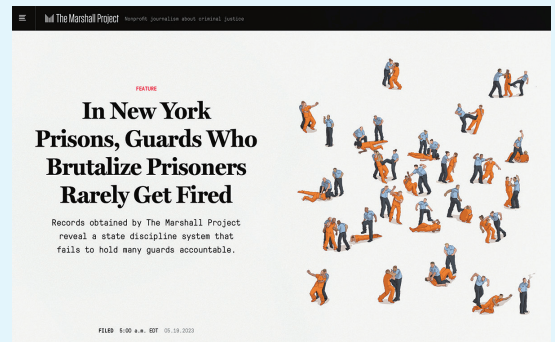 The Marshall Project Nonprofit journalism about criminal justice
FEATURE
In New York
Prisons, Guards Who
Brutalize Prisoners
Rarely Get Fired
Records obtained by The Marshall Project
reveal a state discipline system that
fails to hold many guards accountable.
FILED 5:00 a.m. EDT 05.19.2023